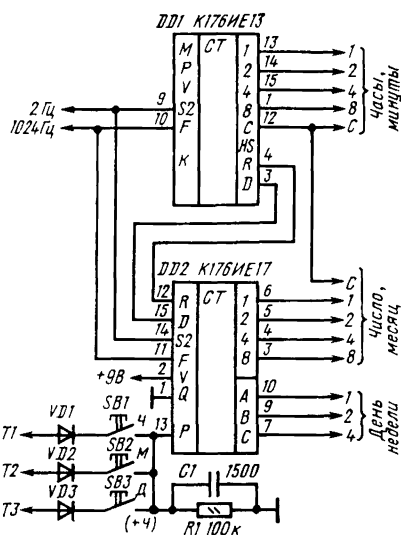 DD1 К176ИЕ13
M
P
V
S2
F
K
CT
1
2
4
8
C
HS
R
D
13
14
15
1
12
4
3
9
10
2 Гц
1024Гц
1
2
4
8
C
Часы, минуты
DD2 К176ИЕ17
12
15
14
11
2
1
13
R
D
S2
F
V
Q
P
CT
1
2
4
8
A
B
C
6
5
4
3
10
9
7
C
1
2
4
8
Число, месяц
1
2
4
День недели
+9В
T1
VD1
SB1
Ч
T2
VD2
SB2
М
T3
VD3
SB3
Д
(+Ч)
C1 1500
R1 100к